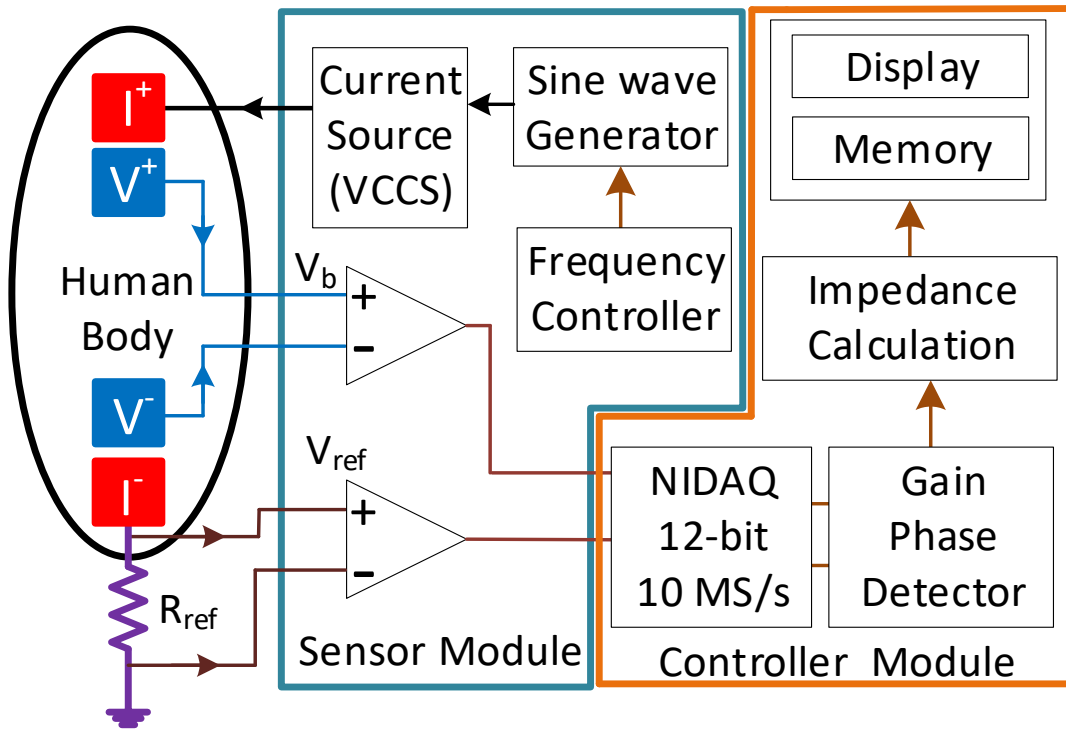 I+
V+
Human
Body
V-
I-
Rref
Vb
Vref
+
-
+
-
Current
Source
(VCCS)
Sine wave
Generator
Frequency
Controller
Sensor Module
Display
Memory
Impedance
Calculation
NIDAQ
12-bit
10 MS/s
Gain
Phase
Detector
Controller Module